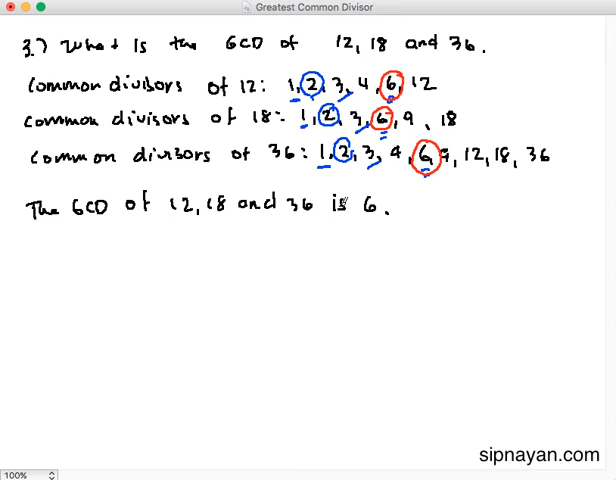 Greatest Common Divisor
3.) What is the GCD of 12, 18 and 36.
Common divisors of 12: 1, 2, 3, 4, 6, 12
Common divisors of 18: 1, 2, 3, 6, 9, 18
Common divisors of 36: 1, 2, 3, 4, 6, 9, 12, 18, 36
The GCD of 12, 18 and 36 is 6.
sipnayan.com
100%